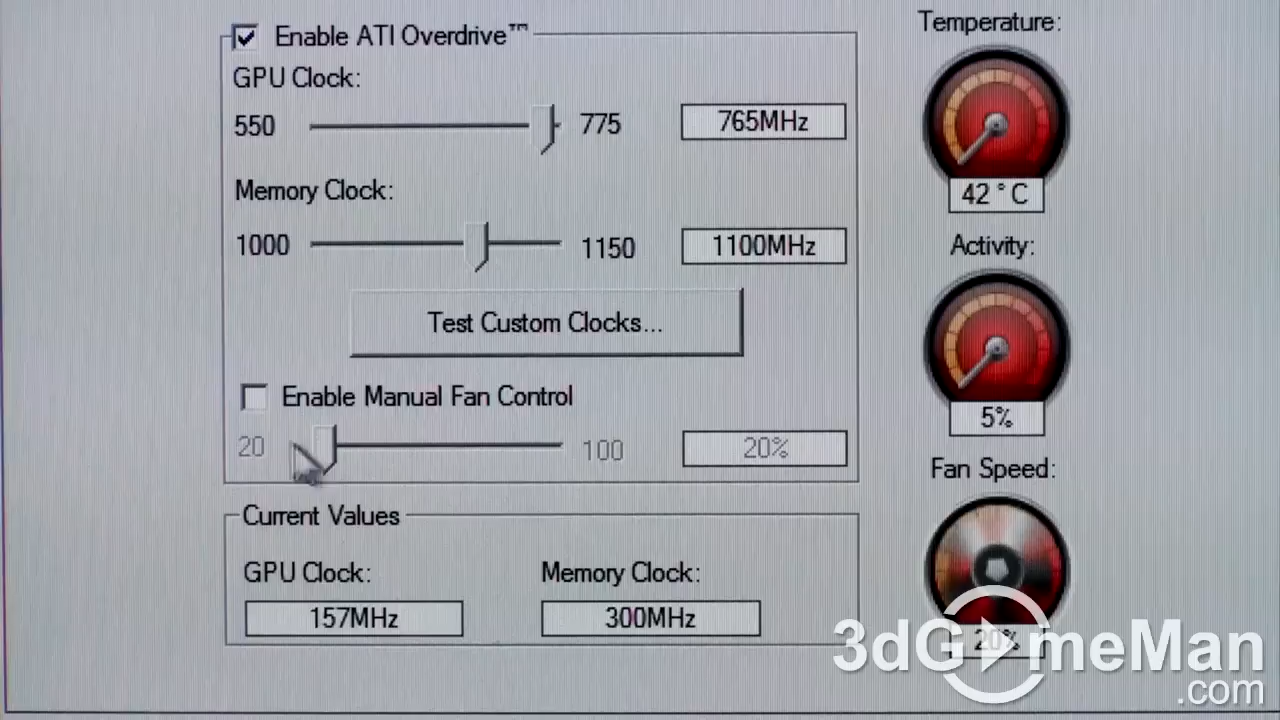 Enable ATI Overdrive™
GPU Clock:
550 775 765MHz
Memory Clock:
1000 1150 1100MHz
Test Custom Clocks...
Enable Manual Fan Control
20 100 20%
Current Values
GPU Clock: Memory Clock:
157MHz 300MHz
Temperature:
42 °C
Activity:
5%
Fan Speed:
20%
3dGameMan
.com